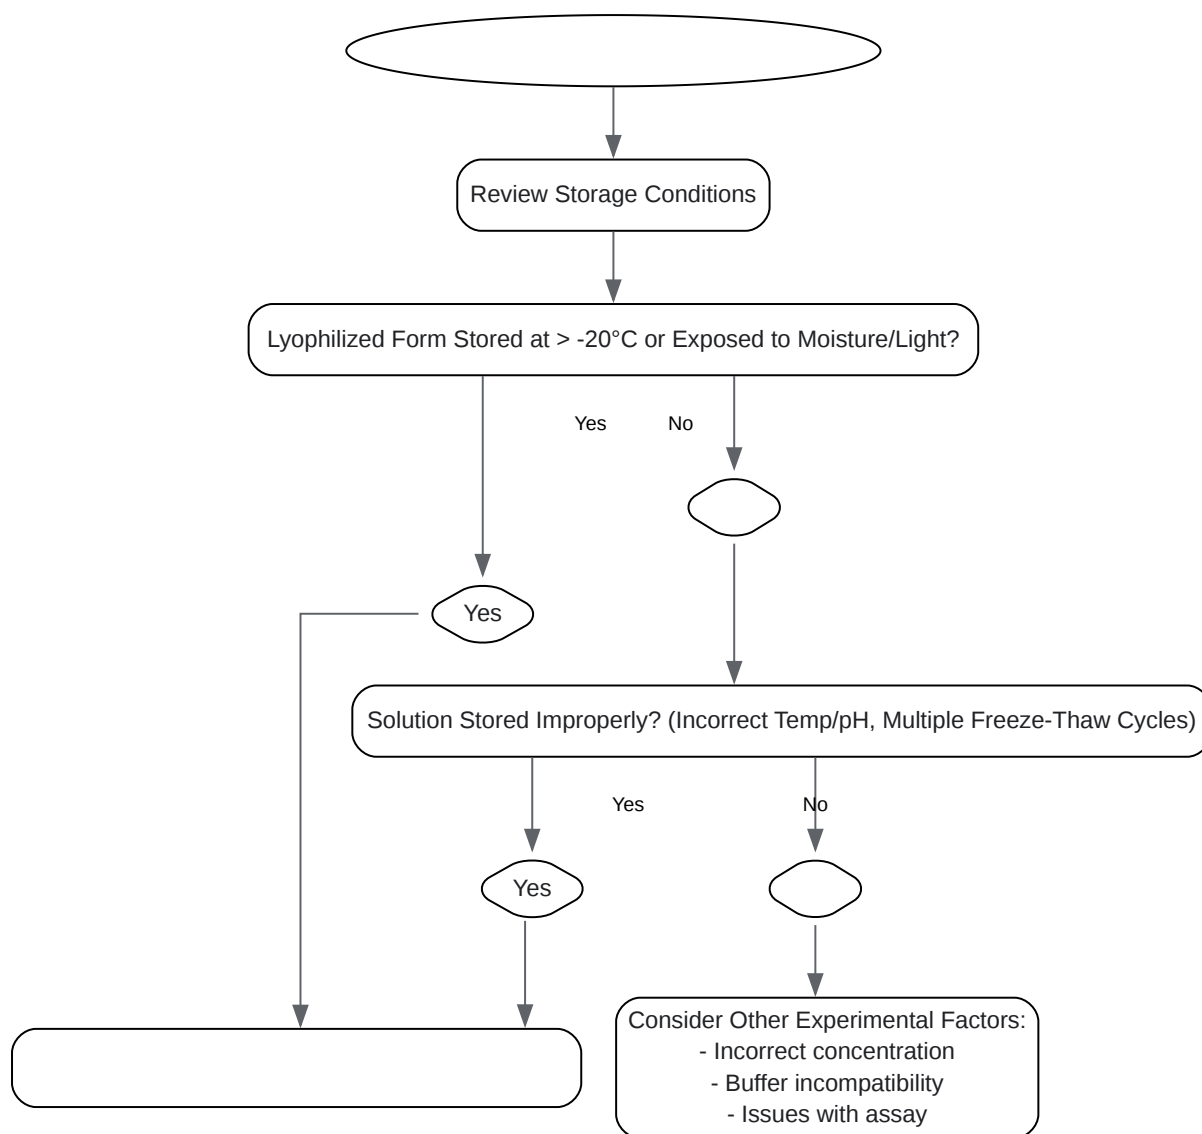 Review Storage Conditions
Lyophilized Form Stored at > -20°C or Exposed to Moisture/Light?
Yes
No
Yes
Solution Stored Improperly? (Incorrect Temp/pH, Multiple Freeze-Thaw Cycles)
Yes
No
Yes
Consider Other Experimental Factors:
- Incorrect concentration
- Buffer incompatibility
- Issues with assay